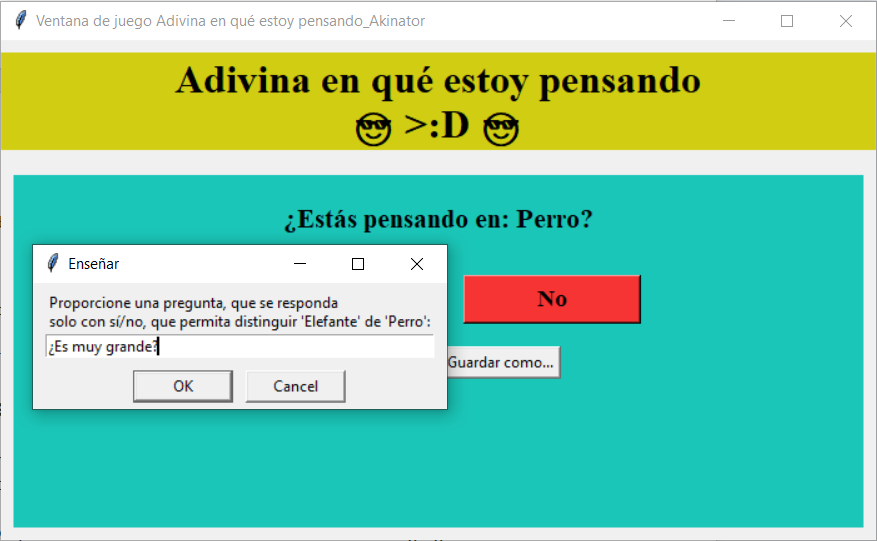 Ventana de juego Adivina en qué estoy pensando_Akinator
Adivina en qué estoy pensando
😎 >:D 😎
¿Estás pensando en: Perro?
Enseñar
Proporcione una pregunta, que se responda
solo con sí/no, que permita distinguir 'Elefante' de 'Perro':
¿Es muy grande?
OK Cancel
No
Guardar como...